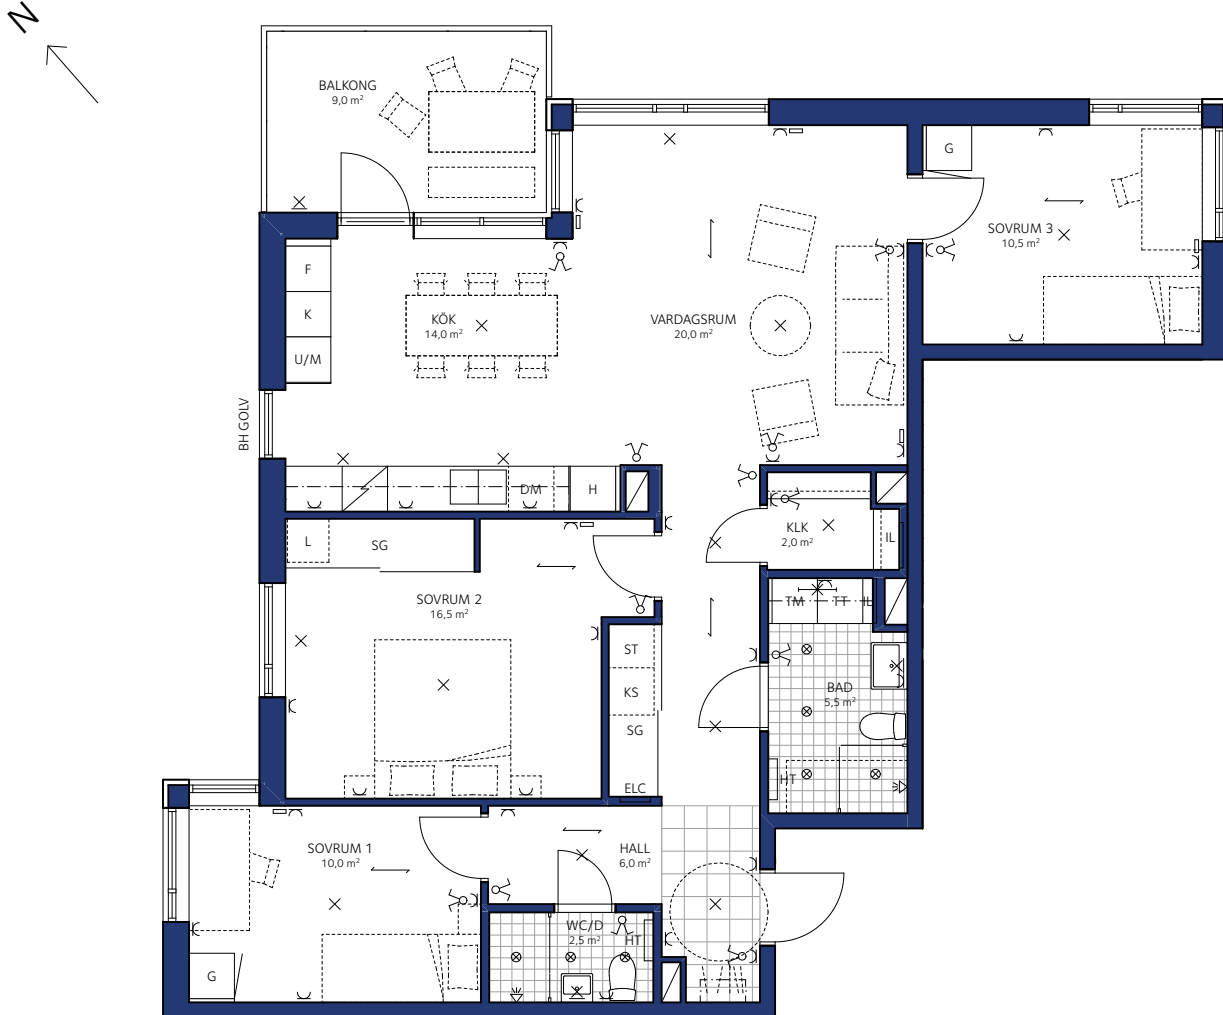 N
BALKONG
9,0 m²
G
SOVRUM 3
10,5 m²
F
K
U/M
KÖK
14,0 m²
VARDAGSRUM
20,0 m²
BH GOLV
DM
H
KLK
2,0 m²
IL
L
SG
SOVRUM 2
16,5 m²
TM
TT
IL
ST
KS
SG
ELC
BAD
5,5 m²
HT
SOVRUM 1
10,0 m²
HALL
6,0 m²
WC/D
2,5 m²
HT
G